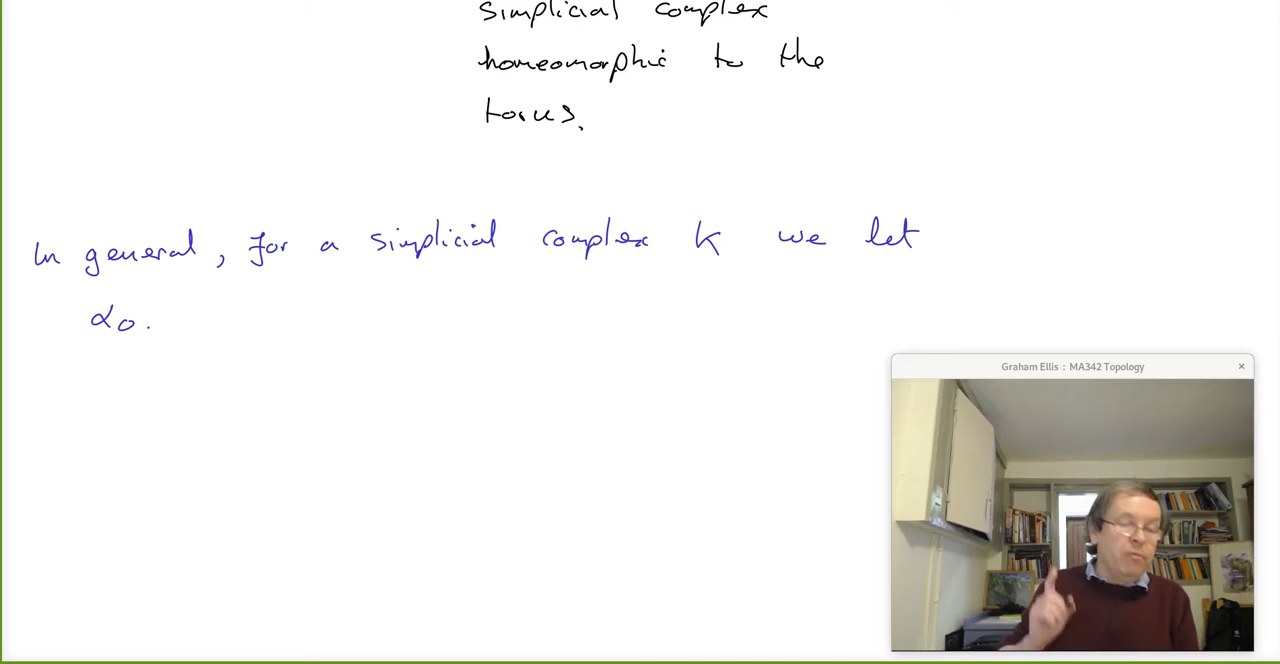 simplicial complex
homeomorphic to the
torus.
In general, for a simplicial complex K we let
α0.
Graham Ellis : MA342 Topology ×